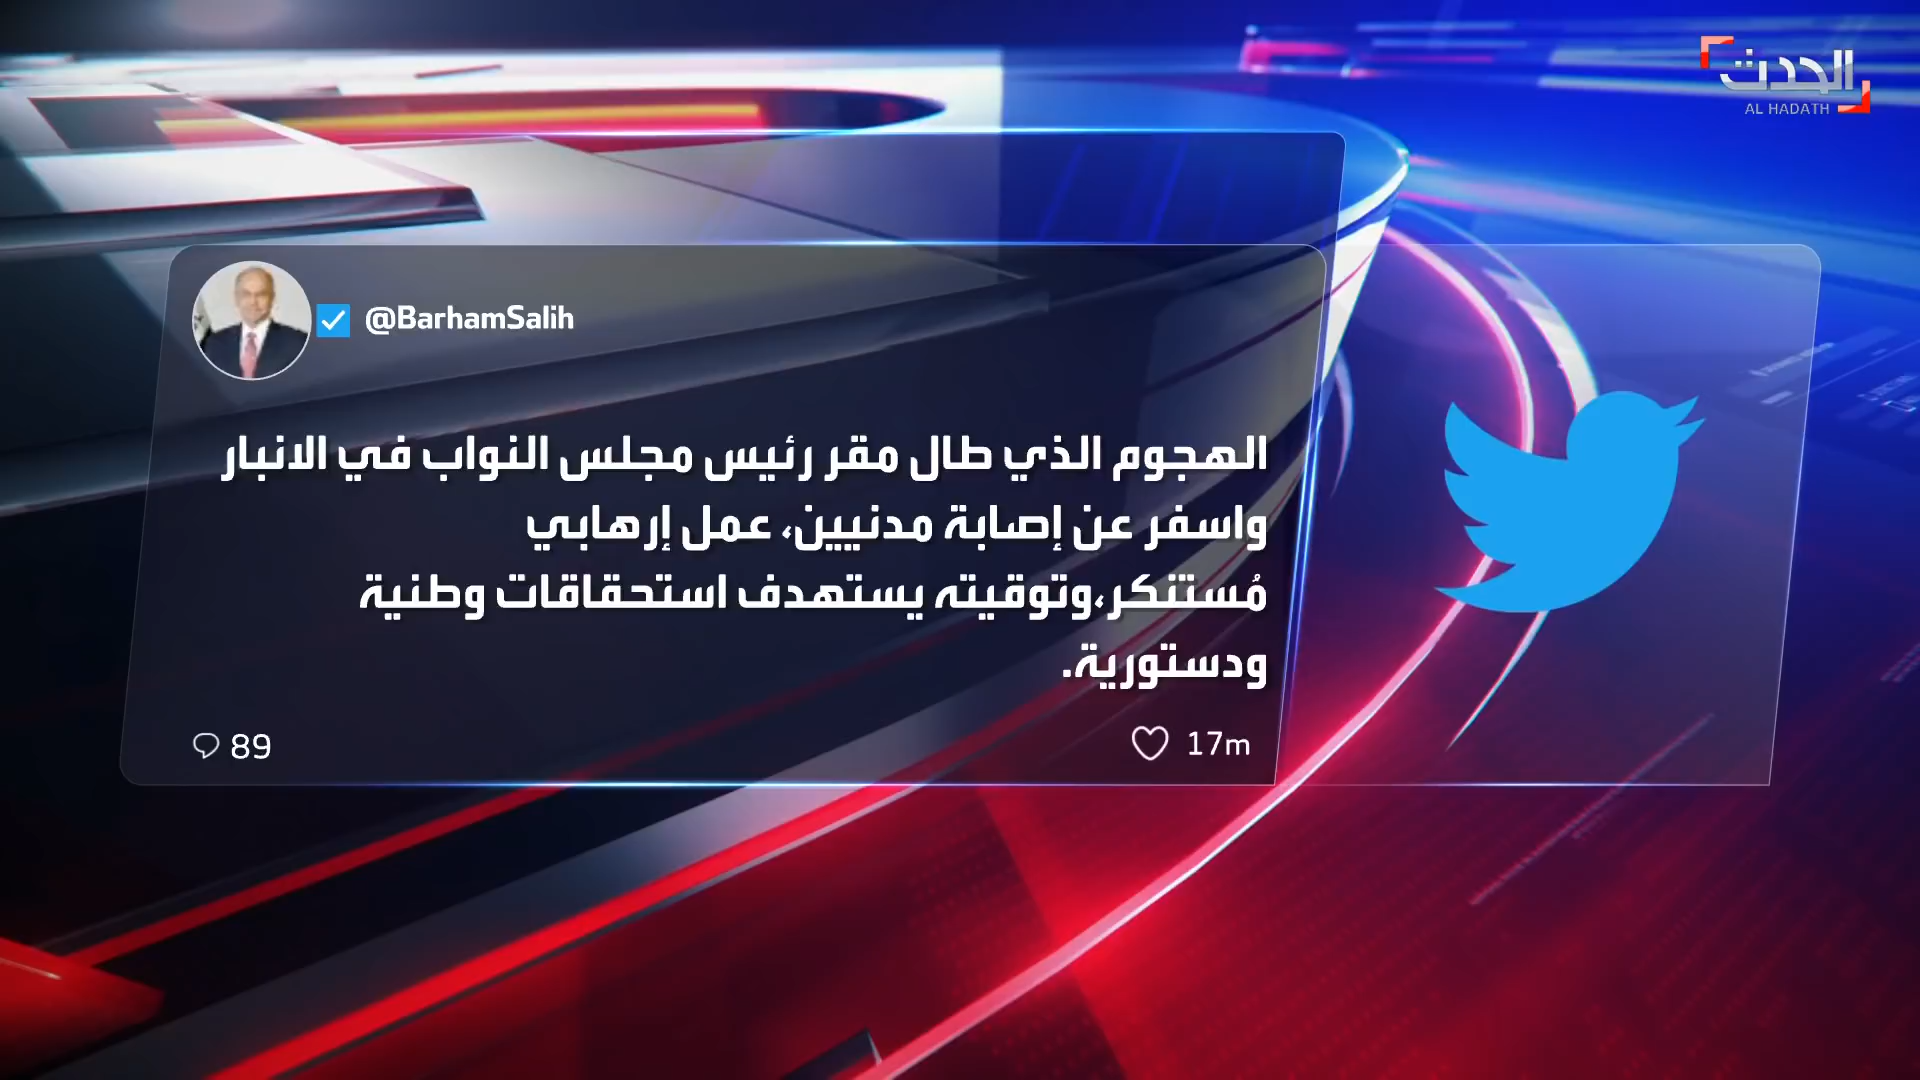 الحدث
AL HADATH
@BarhamSalih
الهجوم الذي طال مقر رئيس مجلس النواب في الانبار
واسفر عن إصابة مدنيين، عمل إرهابي
مُستنكر،وتوقيته يستهدف استحقاقات وطنية
ودستورية.
89
17m